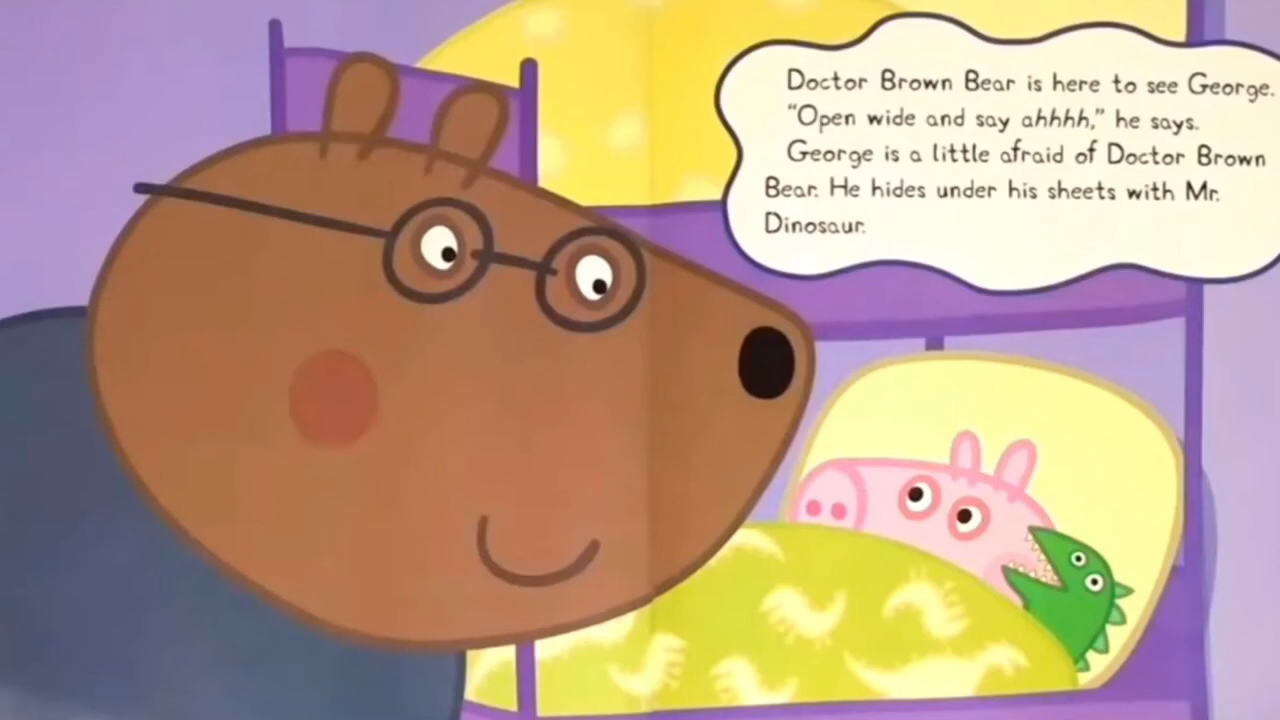 Doctor Brown Bear is here to see George.
“Open wide and say ahhhh,” he says.
George is a little afraid of Doctor Brown
Bear. He hides under his sheets with Mr.
Dinosaur.